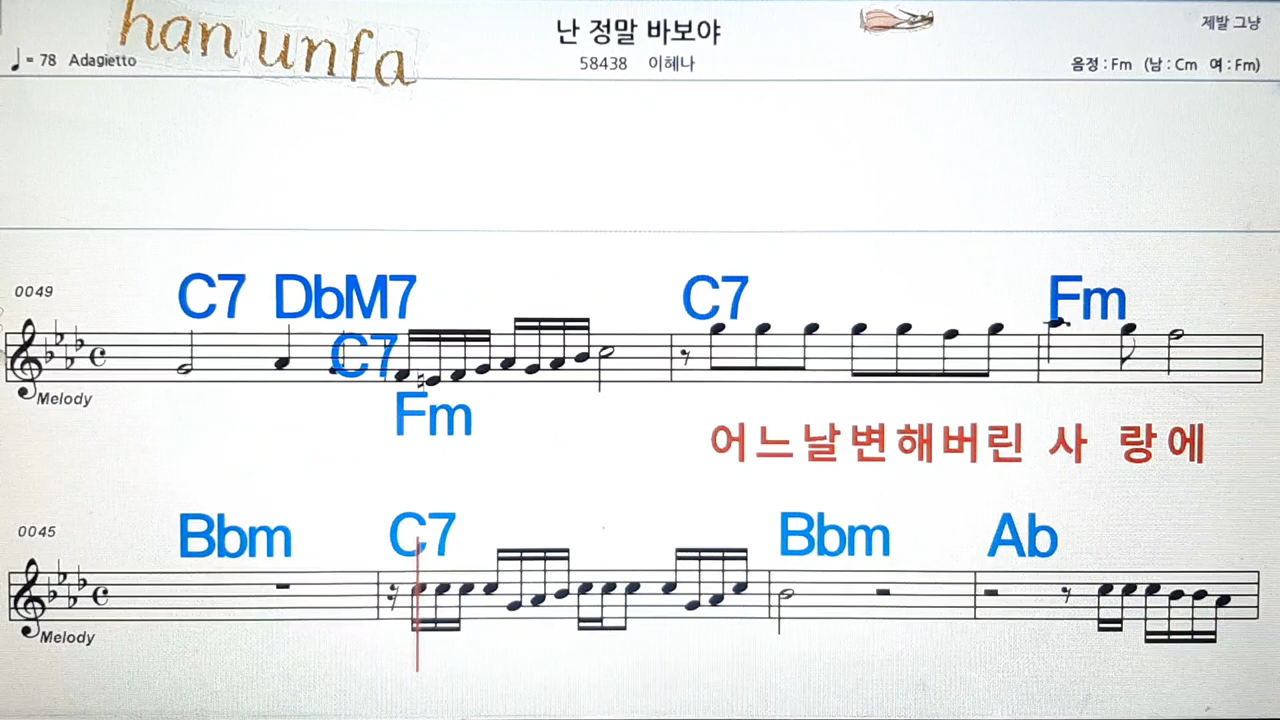 han unfa
난 정말 바보야
제발 그냥
= 78 Adagietto
58438 이혜나
음정 : Fm (남 : Cm 여 : Fm)
0049
C7 DbM7 C7 Fm
C7
Fm
Melody
어느날변해버린 사 랑에
0045
Bbm C7 Bbm Ab
Melody